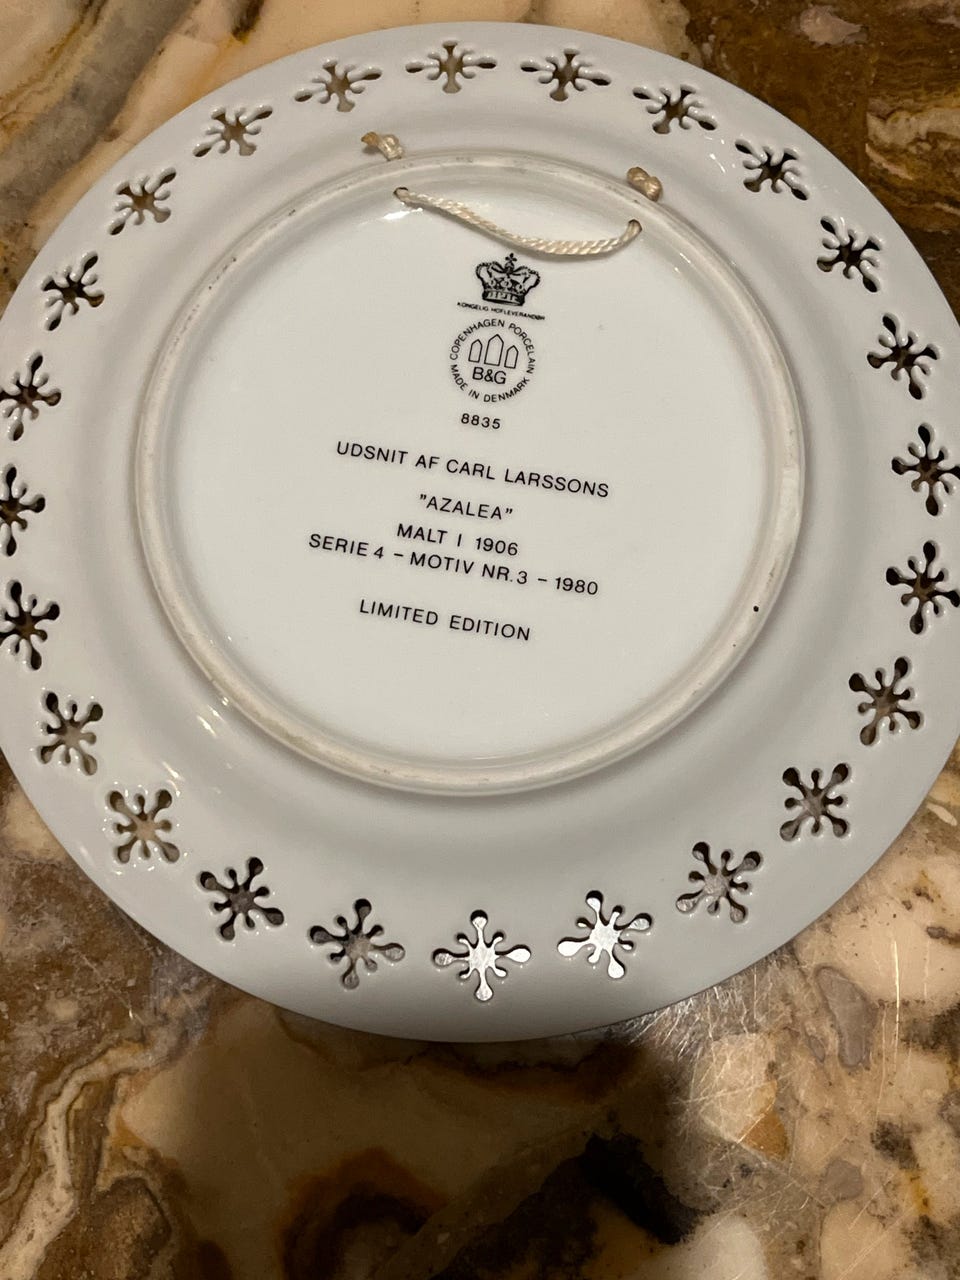 KONGELIG HOFLEVERANDØR
COPENHAGEN PORCELAIN
B&G
MADE IN DENMARK
8835
UDSNIT AF CARL LARSSONS
"AZALEA"
MALT I 1906
SERIE 4 – MOTIV NR. 3 – 1980
LIMITED EDITION